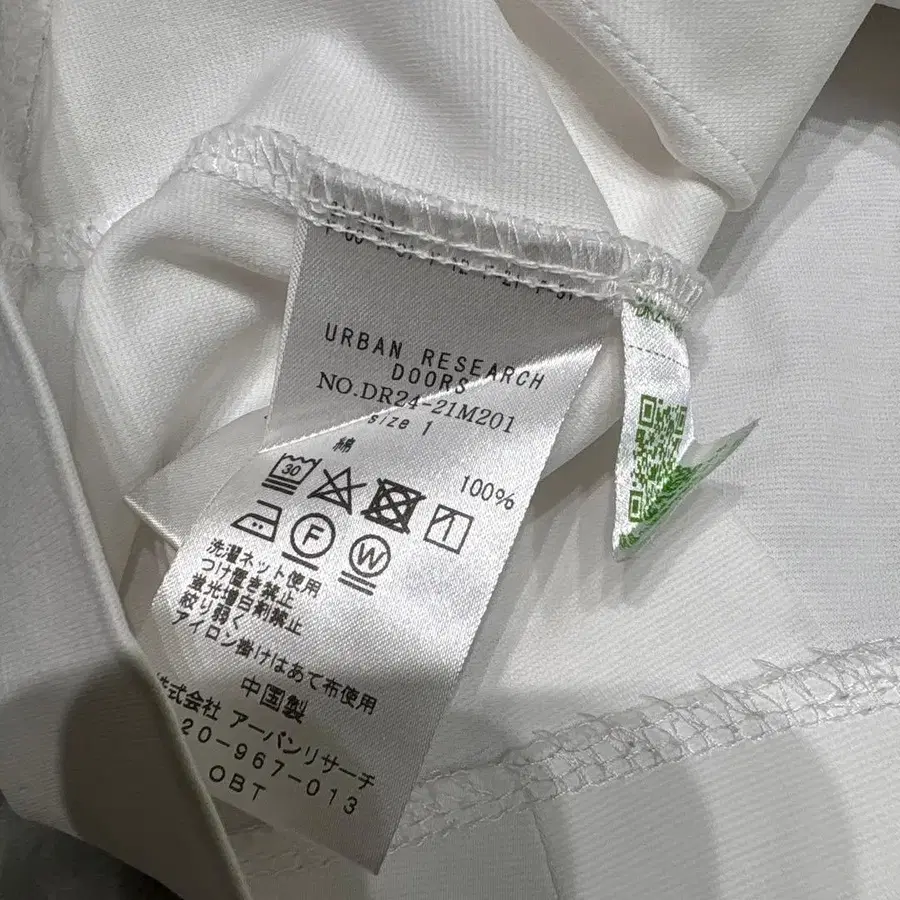 URBAN RESEARCH
DOORS
NO.DR24-21M201
size 1
綿 100%
30
F W
洗濯ネット使用
つけ置き禁止
蛍光増白剤禁止
絞り弱く
アイロン掛けはあて布使用
中国製
株式会社 アーバンリサーチ
20-967-013
OBT